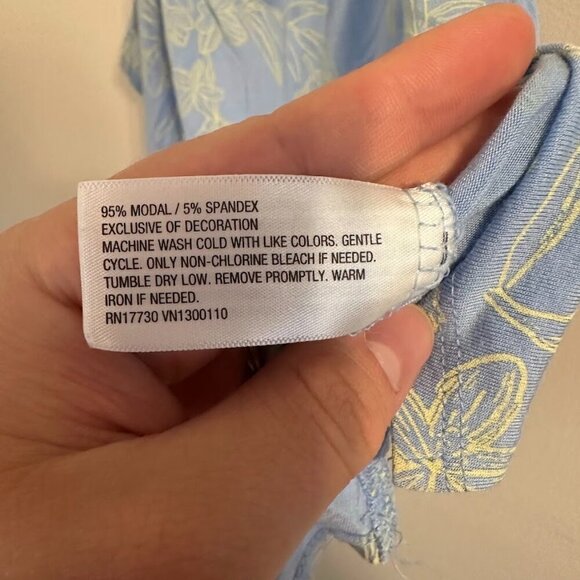 95% MODAL / 5% SPANDEX
EXCLUSIVE OF DECORATION
MACHINE WASH COLD WITH LIKE COLORS. GENTLE
CYCLE. ONLY NON-CHLORINE BLEACH IF NEEDED.
TUMBLE DRY LOW. REMOVE PROMPTLY. WARM
IRON IF NEEDED.
RN17730 VN1300110